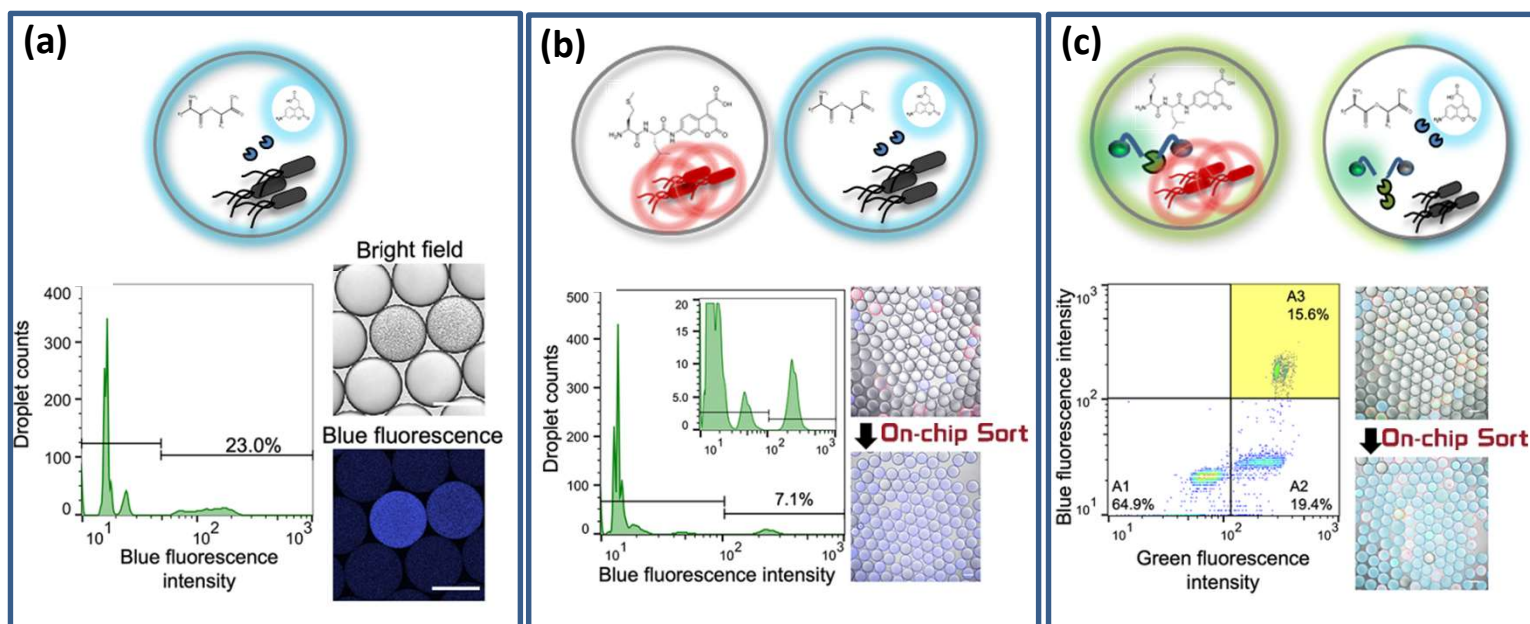 (a)
Bright field
Droplet counts
400
300
200
100
0
23.0%
10¹
10²
10³
Blue fluorescence
intensity
Blue fluorescence
(b)
Droplet counts
500
400
300
200
100
0
20
15
10
5.0
0
10¹
10²
10³
7.1%
10¹
10²
10³
Blue fluorescence intensity
On-chip Sort
(c)
Blue fluorescence intensity
10³
10²
10¹
A3
15.6%
A1
64.9%
A2
19.4%
10¹
10²
10³
Green fluorescence
intensity
On-chip Sort